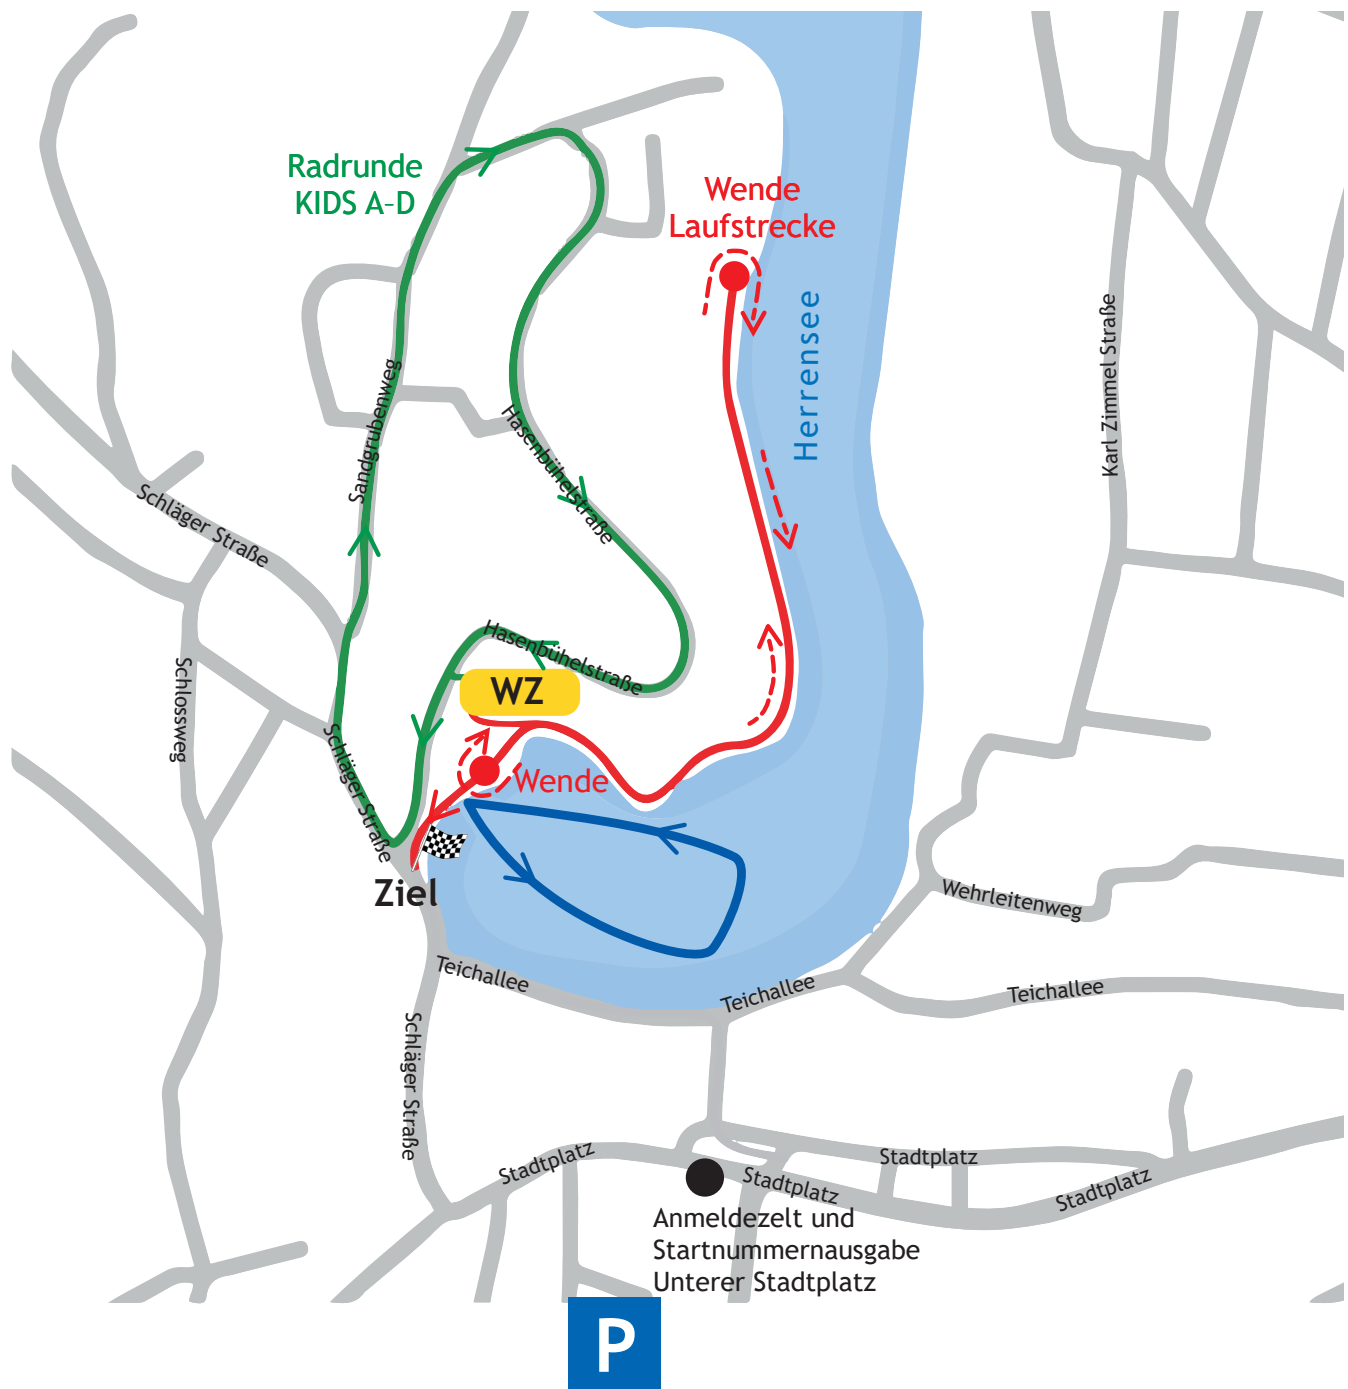 Radrunde
KIDS A-D
Wende
Laufstrecke
Herrensee
Karl Zimmel Straße
Sandgrubenweg
Hasenbühelstraße
Schläger Straße
Hasenbühelstraße
WZ
Schlossweg
Schläger Straße
Wende
Ziel
Wehrleitenweg
Teichallee
Teichallee
Teichallee
Schläger Straße
Stadtplatz
Stadtplatz
Stadtplatz
Stadtplatz
Anmeldezelt und
Startnummernausgabe
Unterer Stadtplatz
P